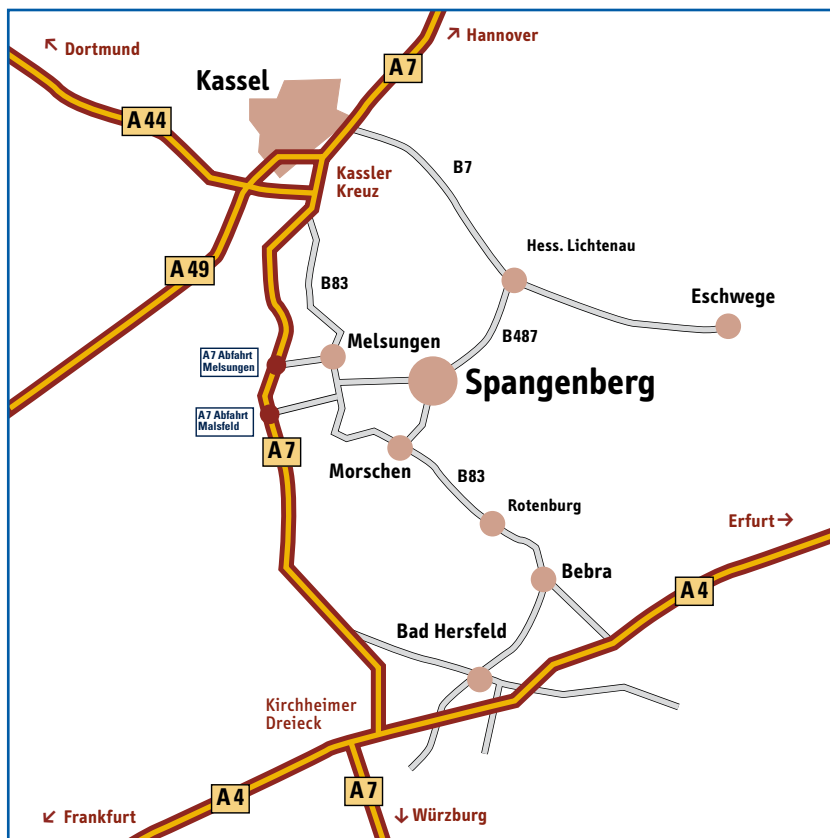 Hannover
Dortmund
A 7
Kassel
A 44
B7
Kassler
Kreuz
Hess. Lichtenau
A 49
B83
Eschwege
B487
Melsungen
A7 Abfahrt
Melsungen
Spangenberg
A7 Abfahrt
Malsfeld
A 7
Morschen
B83
Rotenburg
Erfurt
Bebra
A 4
Bad Hersfeld
Kirchheimer
Dreieck
A 4
A 7
Frankfurt
Würzburg